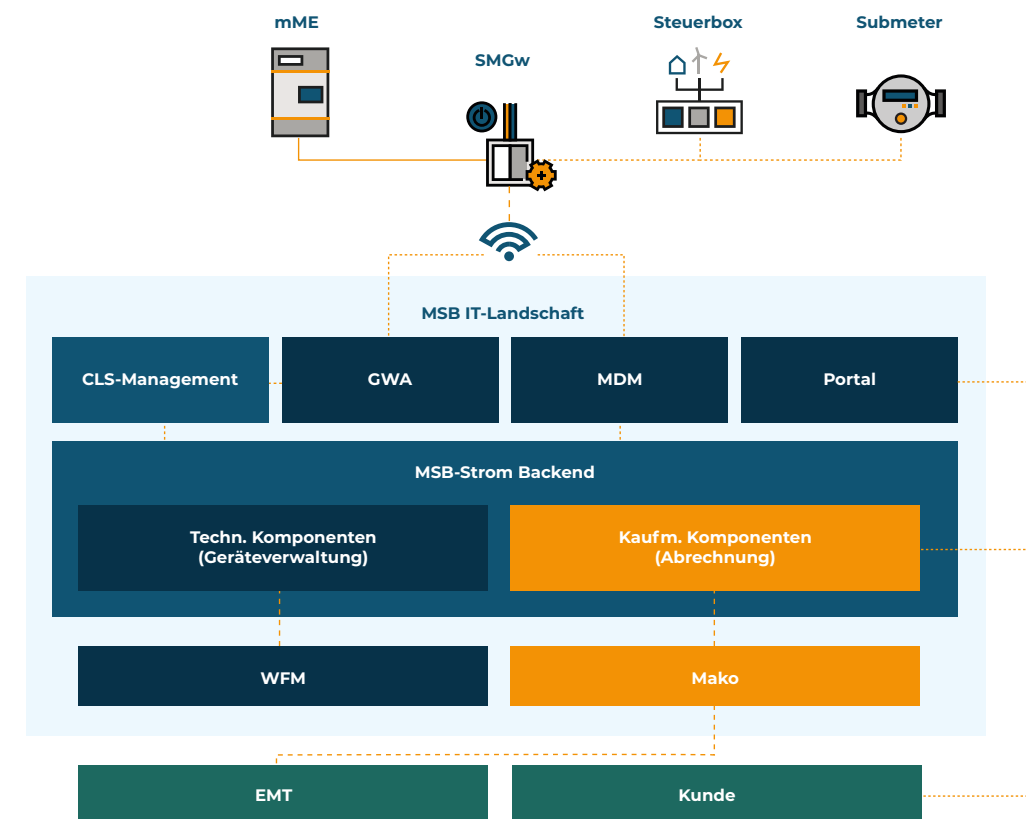 mME
Steuerbox
Submeter
SMGw
MSB IT-Landschaft
CLS-Management
GWA
MDM
Portal
MSB-Strom Backend
Techn. Komponenten
(Geräteverwaltung)
Kaufm. Komponenten
(Abrechnung)
WFM
Mako
EMT
Kunde